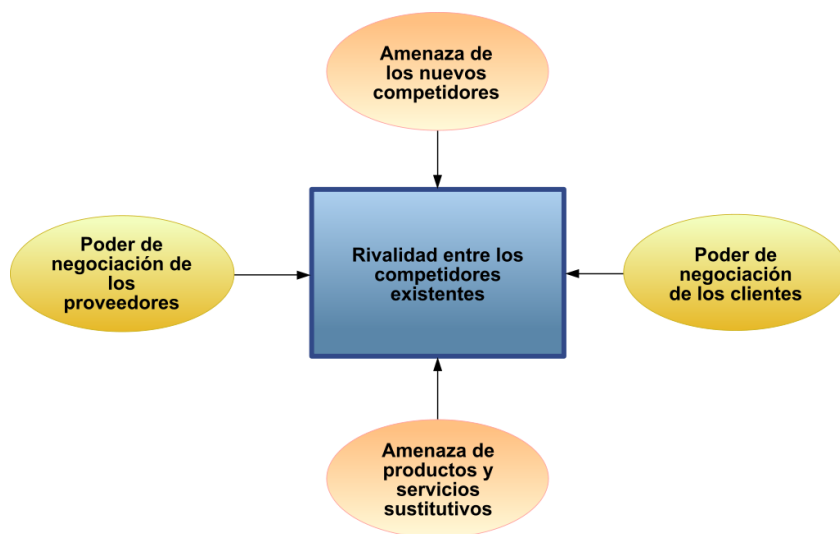 Amenaza de
los nuevos
competidores
Poder de
negociación de
los
proveedores
Rivalidad entre los
competidores
existentes
Poder de
negociación
de los clientes
Amenaza de
productos y
servicios
sustitutivos